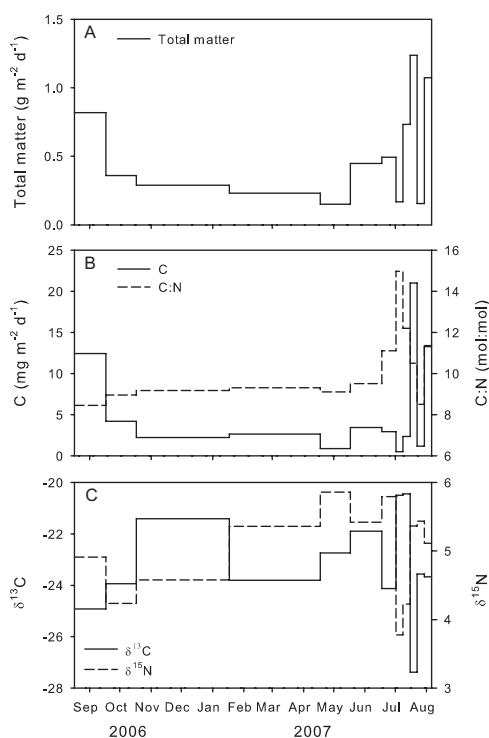 A
Total matter
Total matter (g m⁻² d⁻¹)
1.5
1.0
0.5
0.0
B
C
C:N
C (mg m⁻² d⁻¹)
25
20
15
10
5
0
C:N (mol:mol)
16
14
12
10
8
6
C
δ¹³C
-20
-22
-24
-26
-28
δ¹⁵N
6
5
4
3
δ¹³C
δ¹⁵N
Sep Oct Nov Dec Jan Feb Mar Apr May Jun Jul Aug
2006 2007